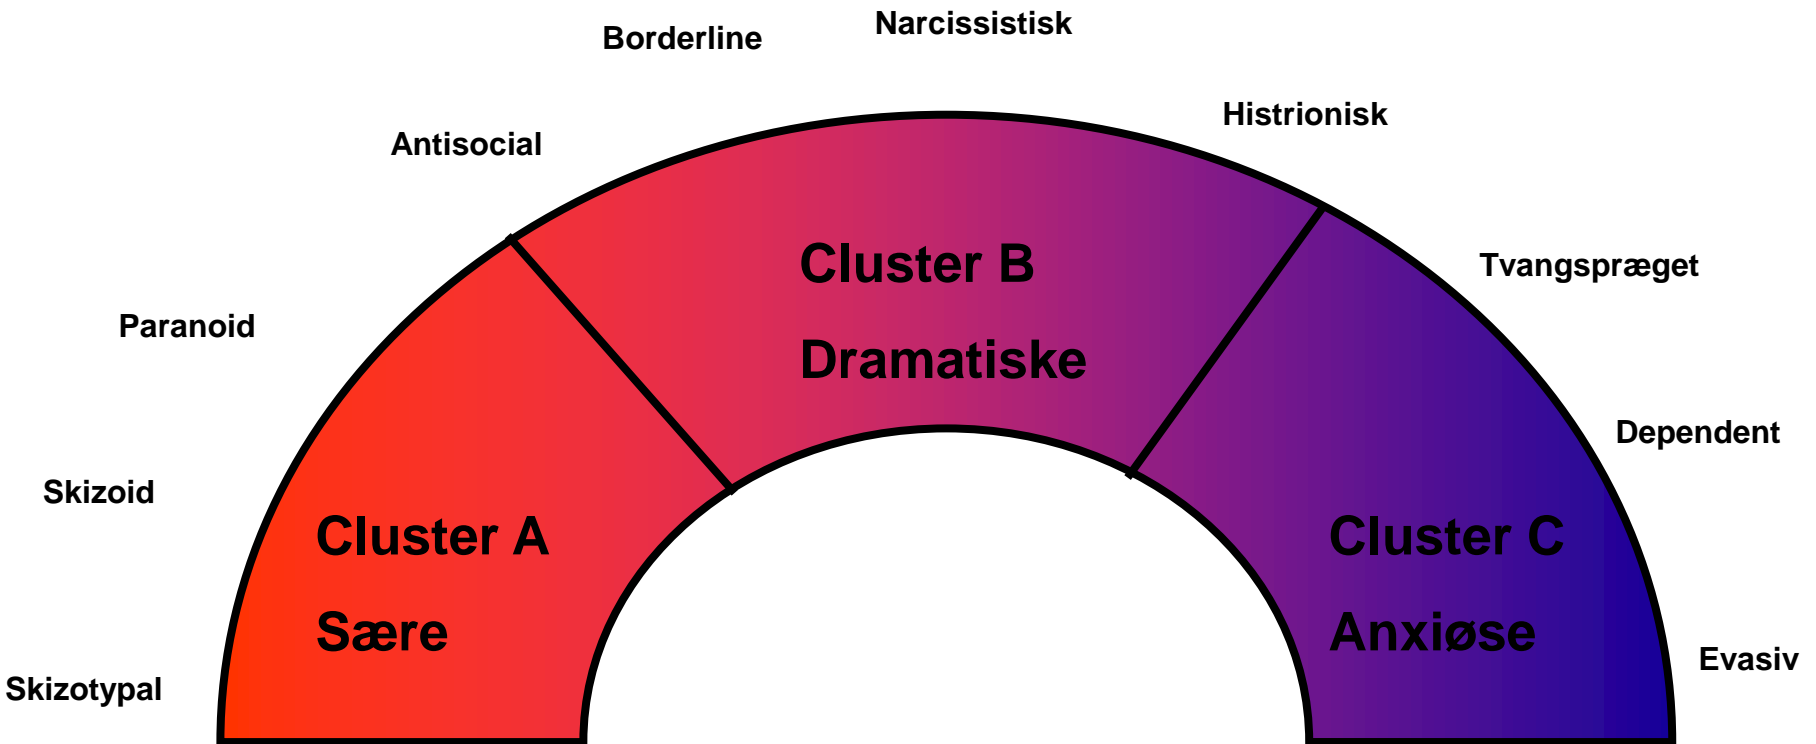 Narcissistisk
Borderline
Histrionisk
Antisocial
Cluster B
Dramatiske
Tvangspræget
Paranoid
Dependent
Skizoid
Cluster A
Sære
Cluster C
Anxiøse
Evasiv
Skizotypal